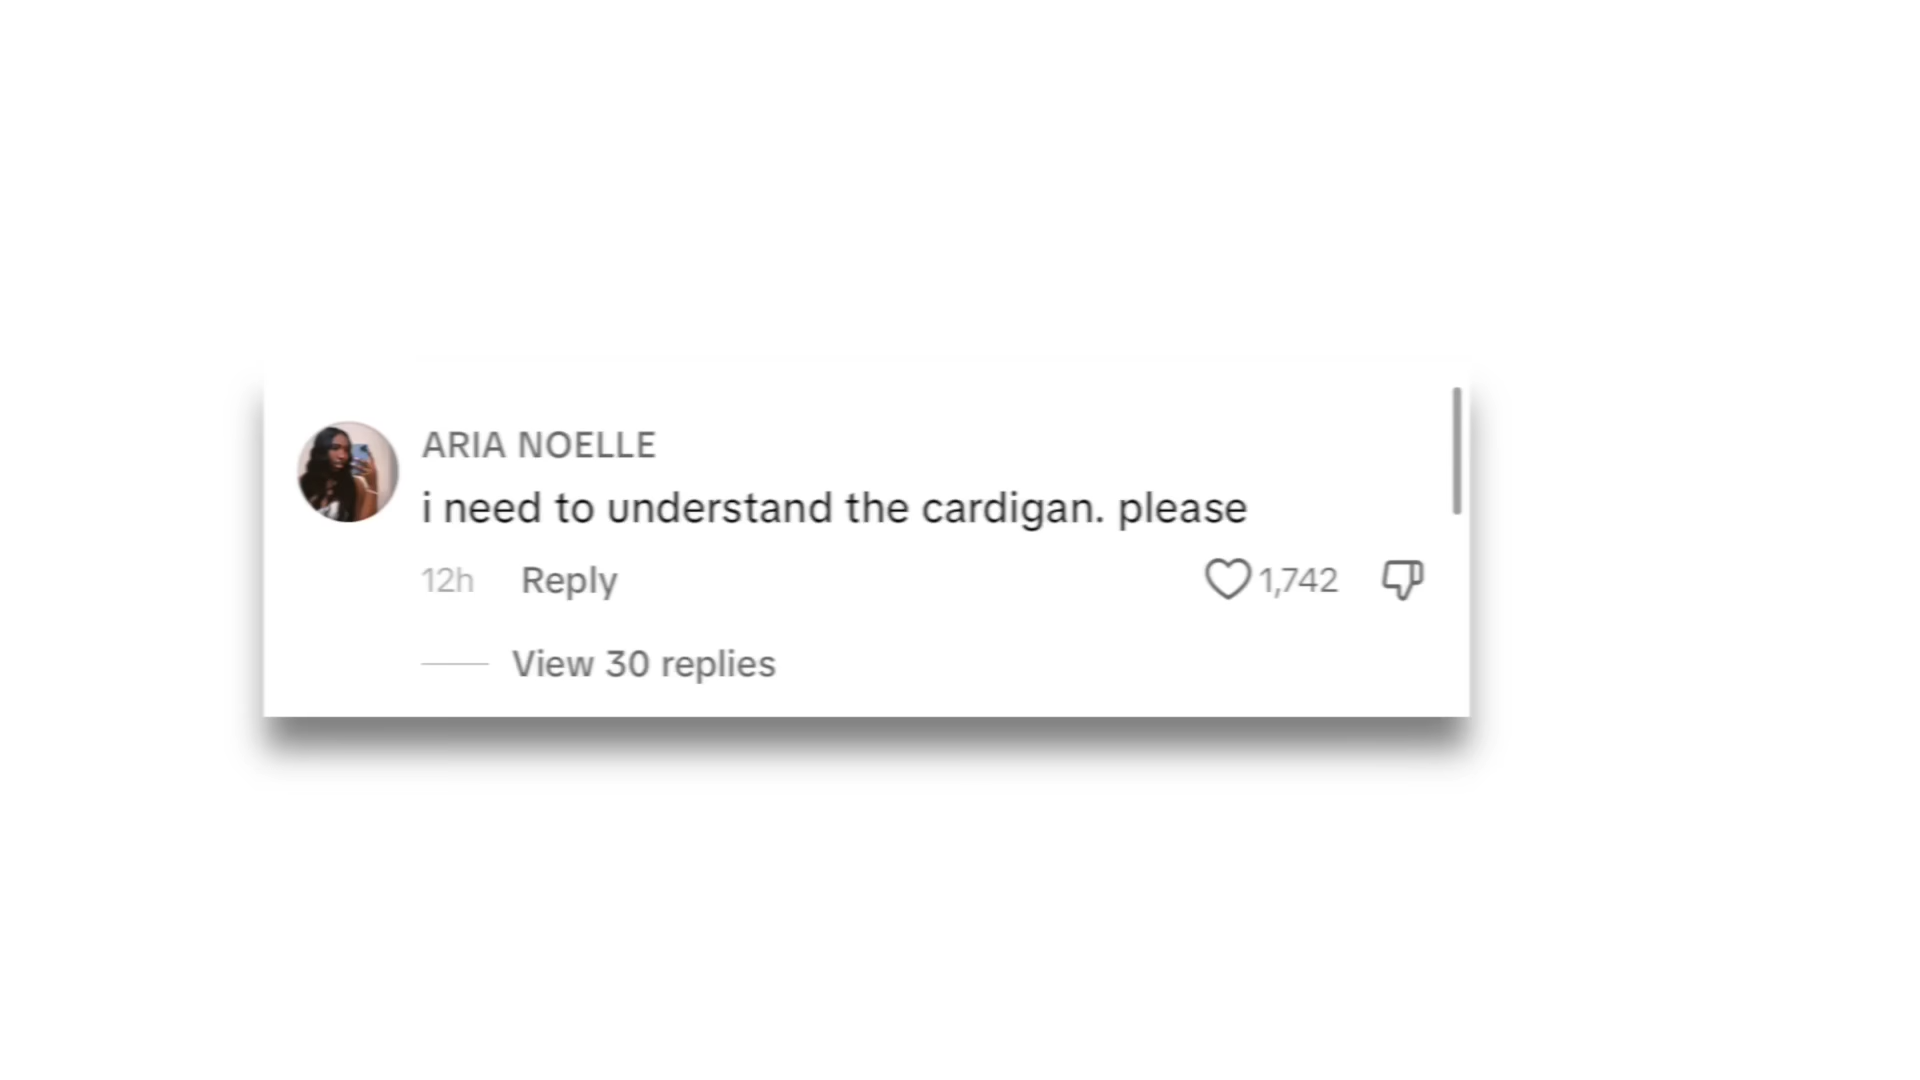 ARIA NOELLE
i need to understand the cardigan. please
12h Reply 1,742
View 30 replies